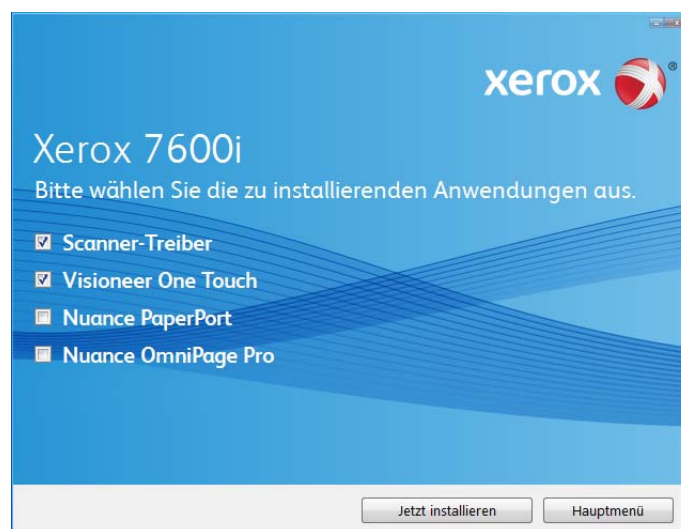 xerox ®
Xerox 7600i
Bitte wählen Sie die zu installierenden Anwendungen aus.
Scanner-Treiber
Visioneer One Touch
Nuance PaperPort
Nuance OmniPage Pro
Jetzt installieren Hauptmenü